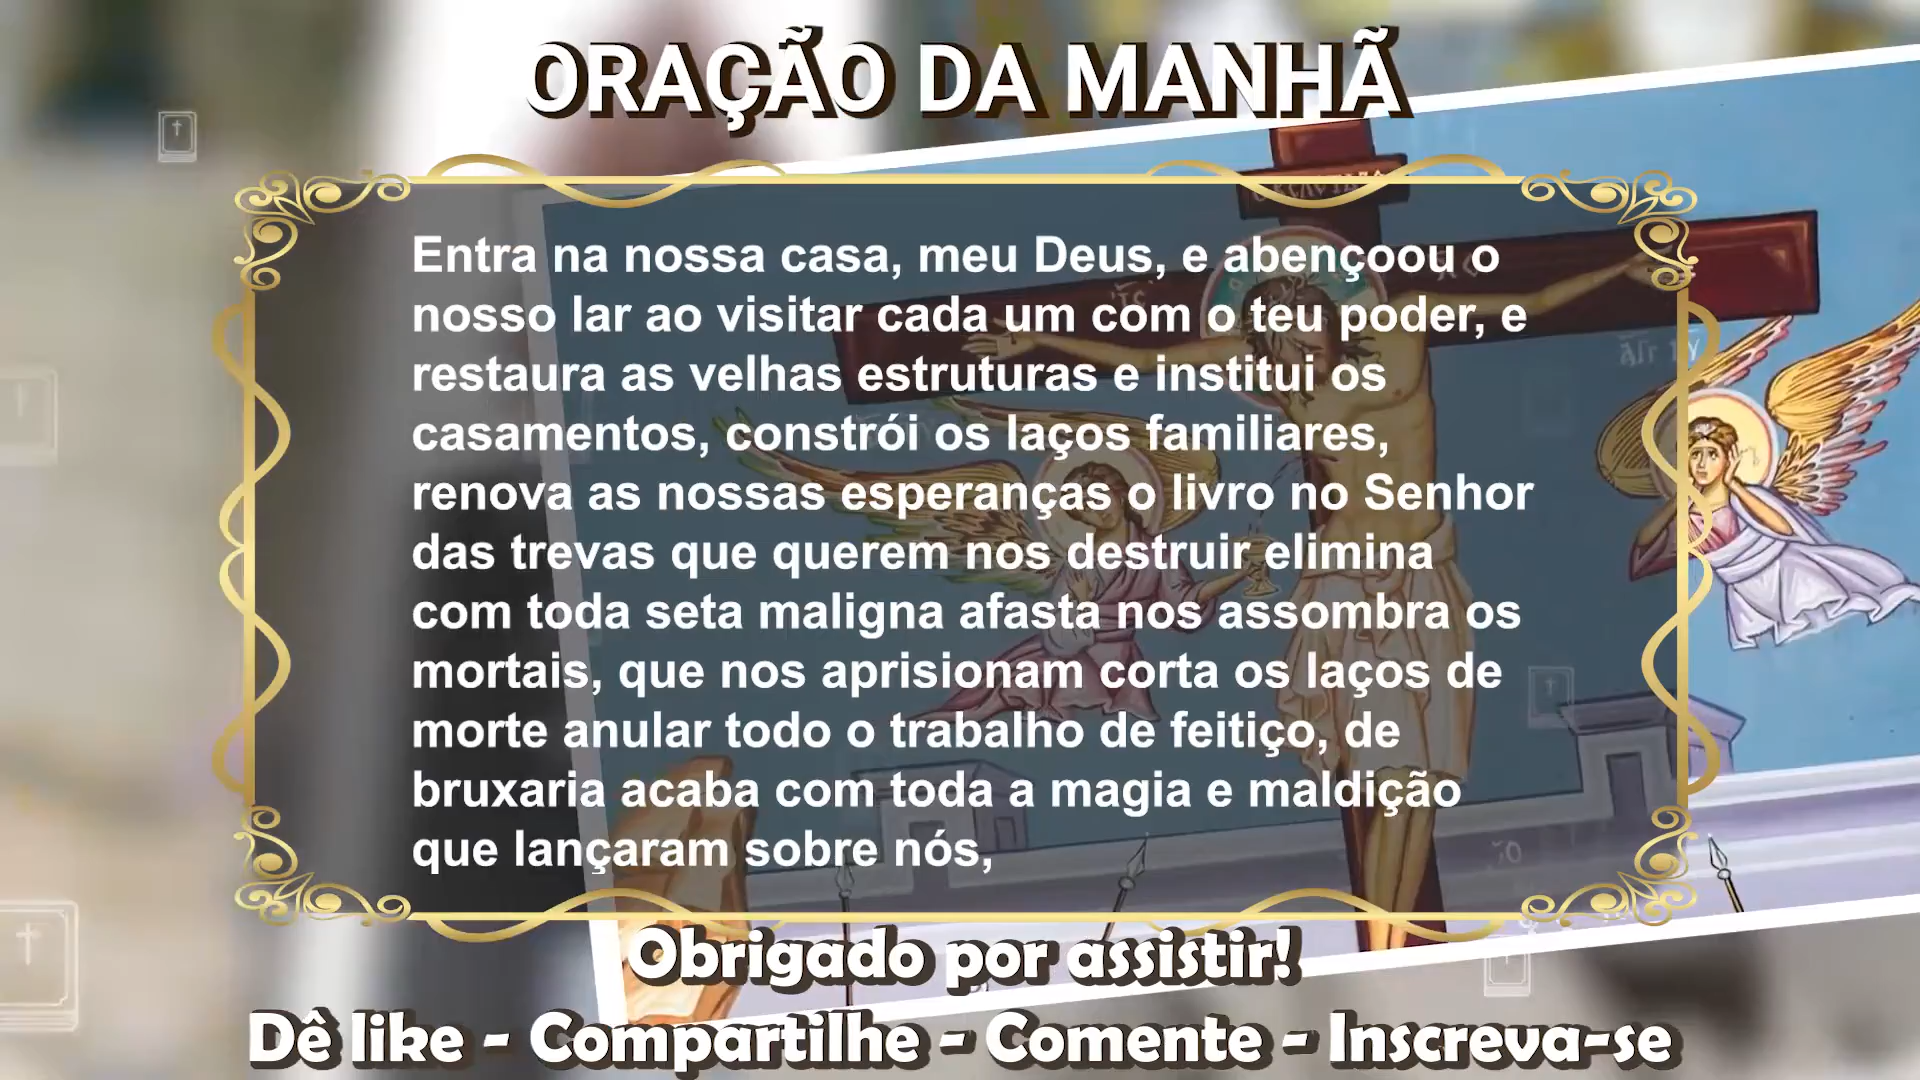 ORAÇÃO DA MANHÃ
Entra na nossa casa, meu Deus, e abençoou o
nosso lar ao visitar cada um com o teu poder, e
restaura as velhas estruturas e institui os
casamentos, constrói os laços familiares,
renova as nossas esperanças o livro no Senhor
das trevas que querem nos destruir elimina
com toda seta maligna afasta nos assombra os
mortais, que nos aprisionam corta os laços de
morte anular todo o trabalho de feitiço, de
bruxaria acaba com toda a magia e maldição
que lançaram sobre nós,
Obrigado por assistir!
Dê like - Compartilhe - Comente - Inscreva-se